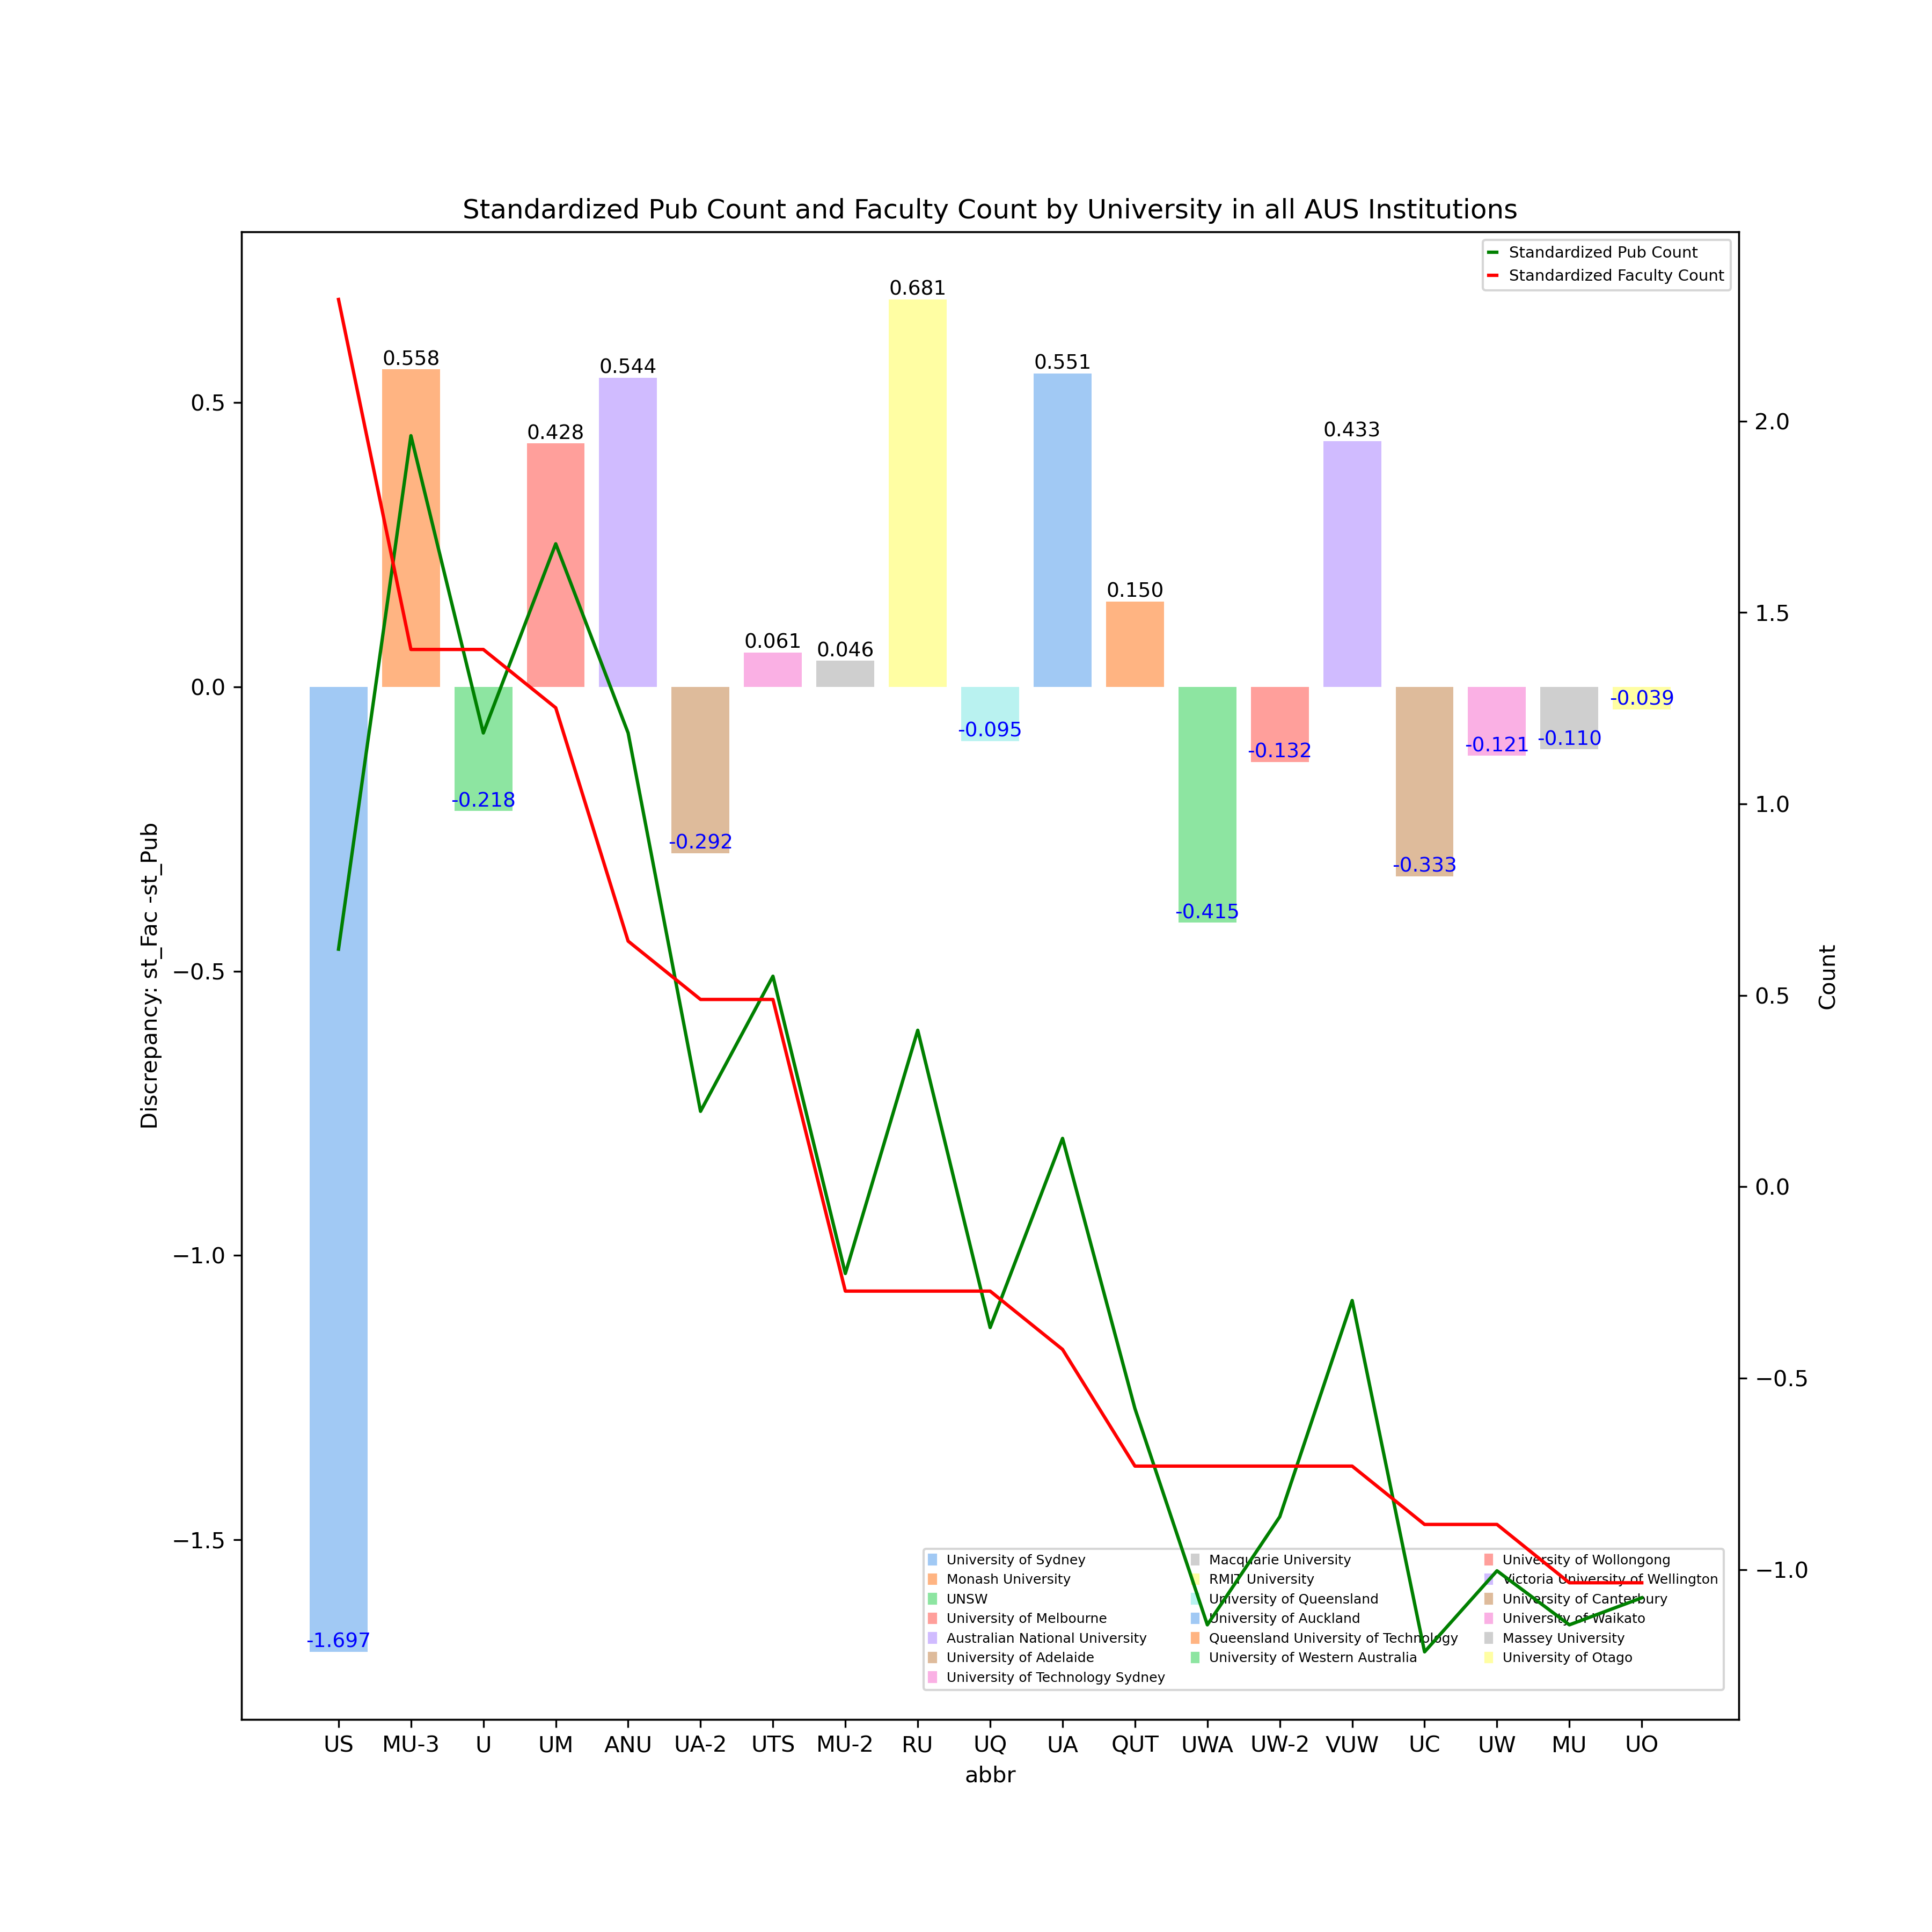 Standardized Pub Count and Faculty Count by University in all AUS Institutions
Standardized Pub Count
Standardized Faculty Count
0.681
0.558
0.551
0.544
0.433
0.428
0.150
0.061
0.046
-0.039
-0.095
-0.110
-0.121
-0.132
-0.218
-0.292
-0.333
-0.415
-1.697
0.5
0.0
−0.5
−1.0
−1.5
Discrepancy: st_Fac -st_Pub
2.0
1.5
1.0
0.5
0.0
−0.5
−1.0
Count
University of Sydney
Monash University
UNSW
University of Melbourne
Australian National University
University of Adelaide
University of Technology Sydney
Macquarie University
RMIT University
University of Queensland
University of Auckland
Queensland University of Technology
University of Western Australia
University of Wollongong
Victoria University of Wellington
University of Canterbury
University of Waikato
Massey University
University of Otago
US MU-3 U UM ANU UA-2 UTS MU-2 RU UQ UA QUT UWA UW-2 VUW UC UW MU UO
abbr